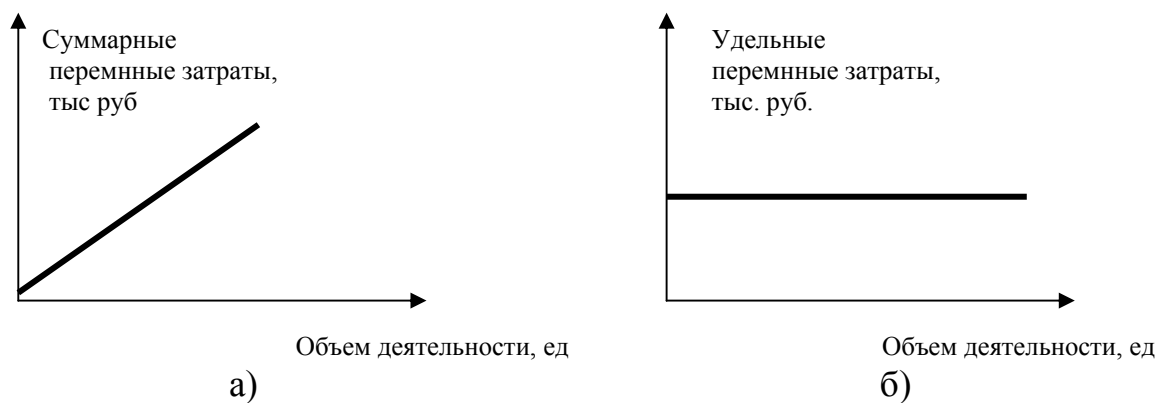 Суммарные
перемнные затраты,
тыс руб
Объем деятельности, ед
а)
Удельные
перемнные затраты,
тыс. руб.
Объем деятельности, ед
б)